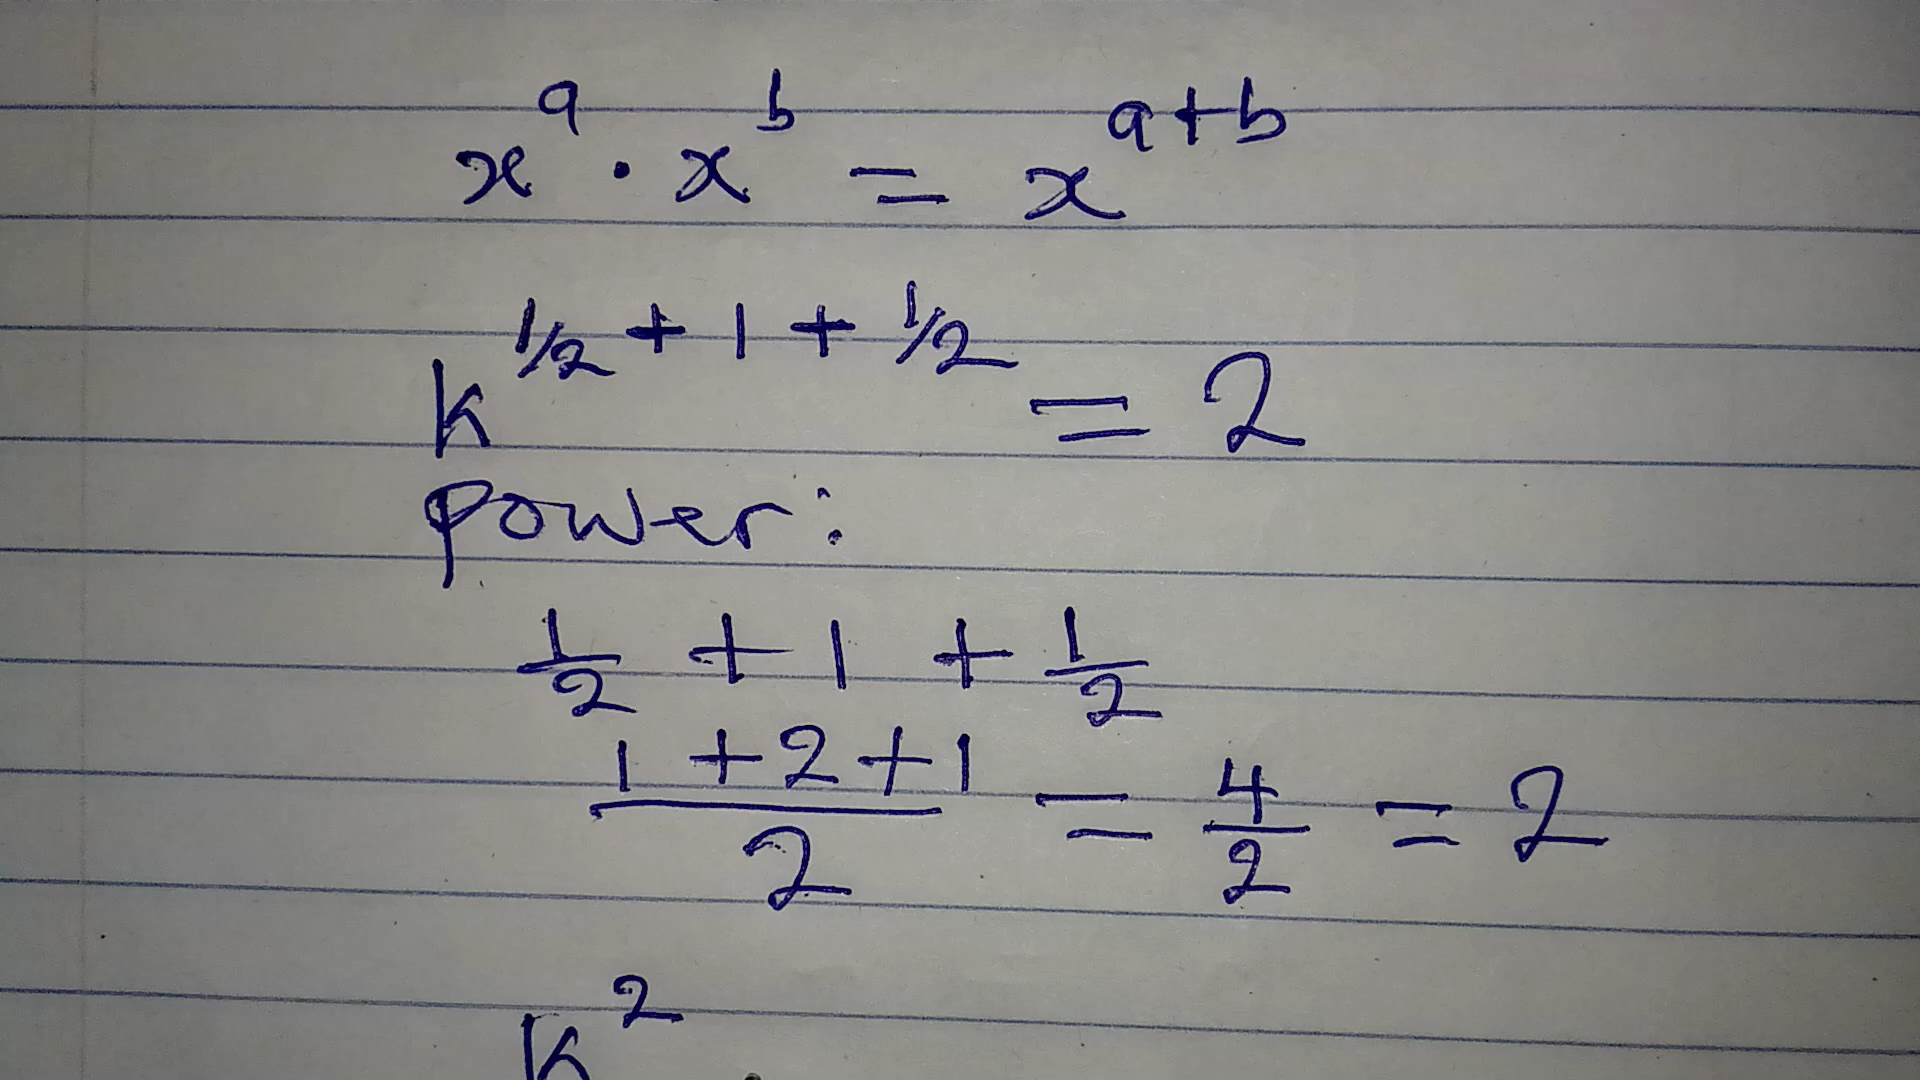 x^a · x^b = x^(a+b)
k^(1/2 + 1 + 1/2) = 2
power:
1/2 + 1 + 1/2
(1 + 2 + 1)/2 = 4/2 = 2
k^2